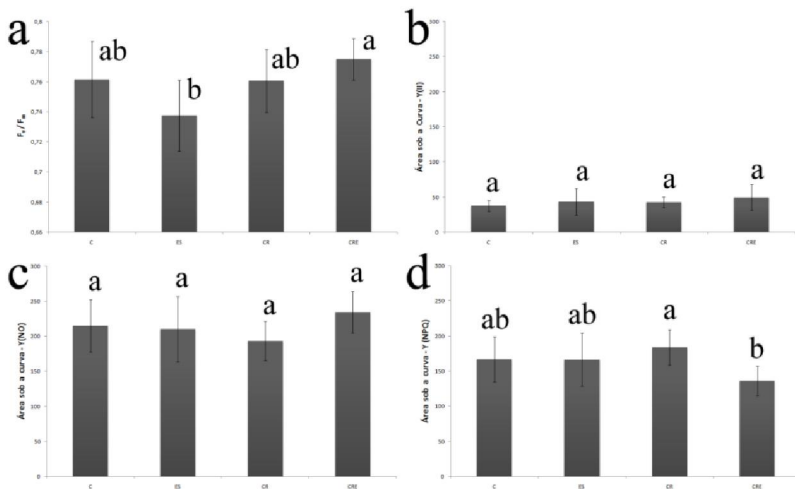 a
0,8
0,78
0,76
0,74
0,72
0,7
0,68
0,66
Fv / Fm
ab
b
ab
a
C
ES
CR
CRE
b
300
250
200
150
100
50
0
Área sob a Curva - Y(II)
a
a
a
a
C
ES
CR
CRE
c
300
250
200
150
100
50
0
Área sob a curva - Y(NO)
a
a
a
a
C
ES
CR
CRE
d
300
250
200
150
100
50
0
Área sob a curva - Y (NPQ)
ab
ab
a
b
C
ES
CR
CRE